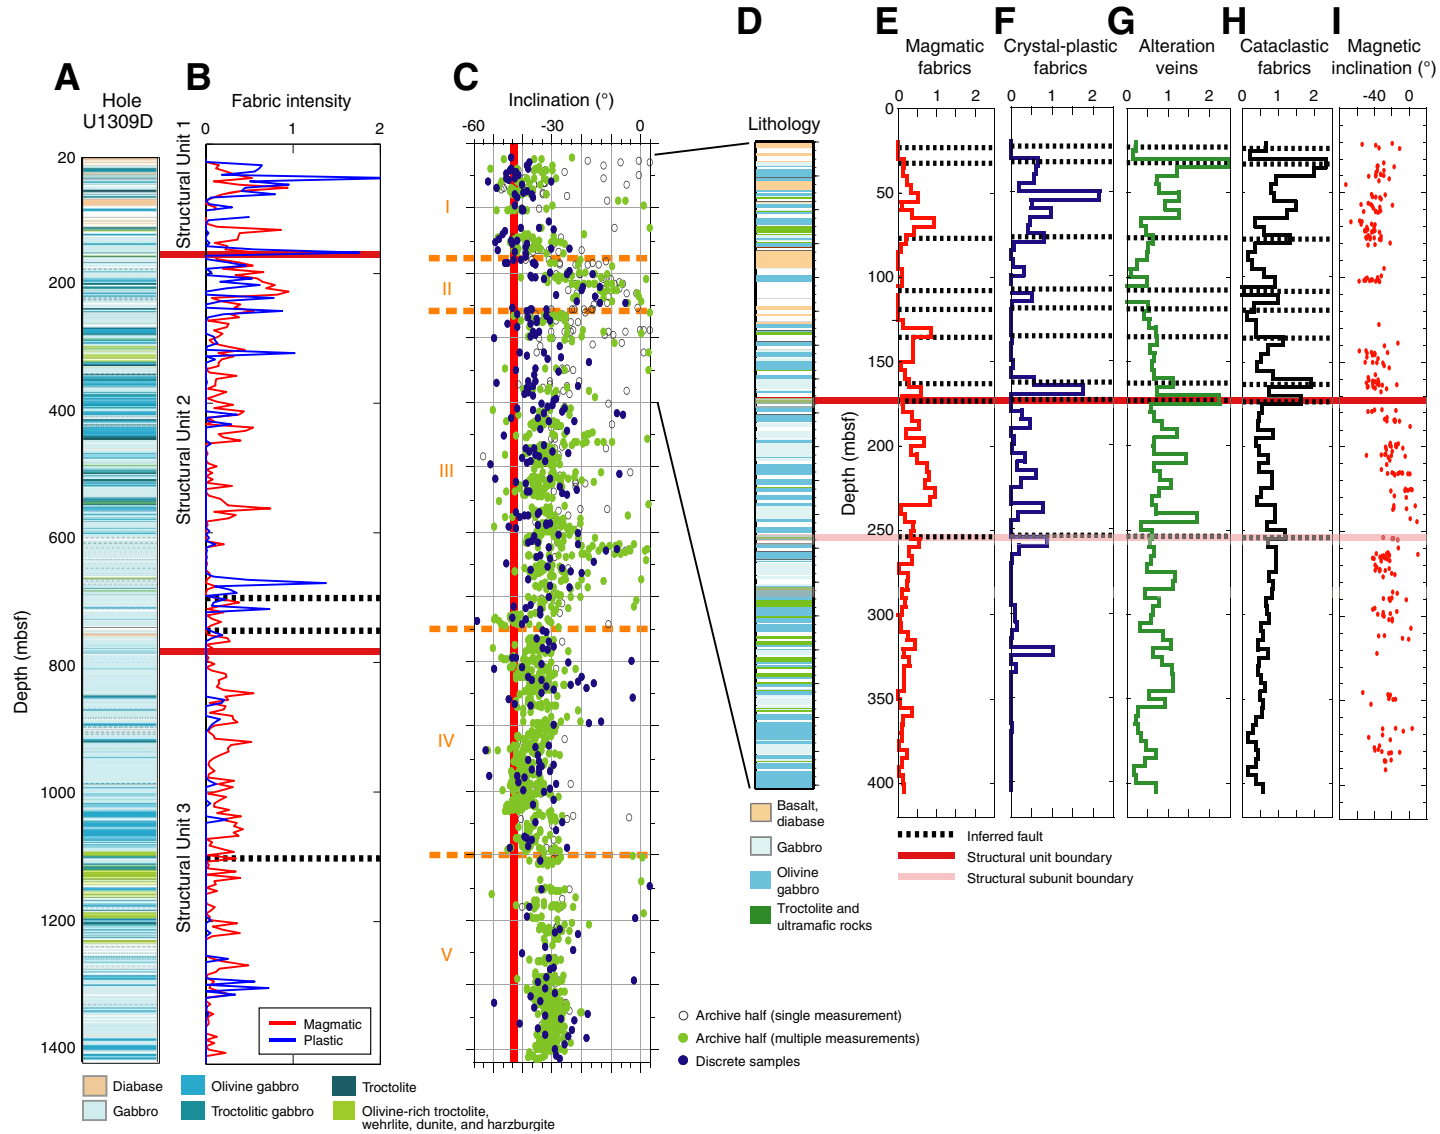 A
Hole
U1309D
B
Fabric intensity
0
1
2
C
Inclination (°)
-60
-30
0
D
Lithology
E
Magmatic
fabrics
0
1
2
F
Crystal-plastic
fabrics
0
1
2
G
Alteration
veins
0
1
2
H
Cataclastic
fabrics
0
1
2
I
Magnetic
inclination (°)
-40
0
20
200
400
600
800
1000
1200
1400
Depth (mbsf)
Structural Unit 1
Structural Unit 2
Structural Unit 3
Magmatic
Plastic
I
II
III
IV
V
0
50
100
150
200
250
300
350
400
Depth (mbsf)
Diabase
Gabbro
Olivine gabbro
Troctolitic gabbro
Troctolite
Olivine-rich troctolite,
wehrlite, dunite, and harzburgite
Archive half (single measurement)
Archive half (multiple measurements)
Discrete samples
Basalt,
diabase
Gabbro
Olivine
gabbro
Troctolite and
ultramafic rocks
Inferred fault
Structural unit boundary
Structural subunit boundary